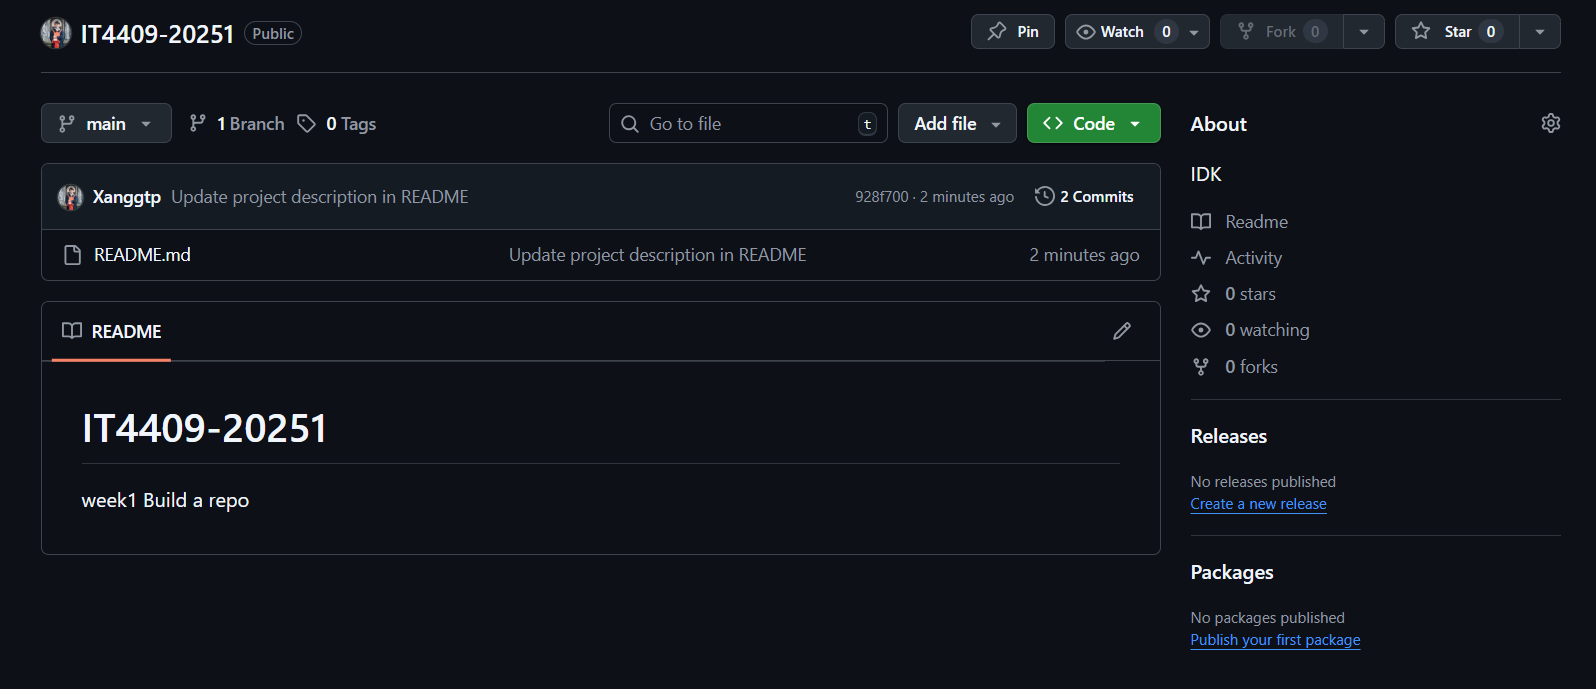 IT4409-20251 Public Pin Watch 0 Fork 0 Star 0
main 1 Branch 0 Tags Go to file t Add file Code
Xanggtp Update project description in README 928f700 · 2 minutes ago 2 Commits
README.md Update project description in README 2 minutes ago
README
IT4409-20251
week1 Build a repo
About
IDK
Readme
Activity
0 stars
0 watching
0 forks
Releases
No releases published
Create a new release
Packages
No packages published
Publish your first package